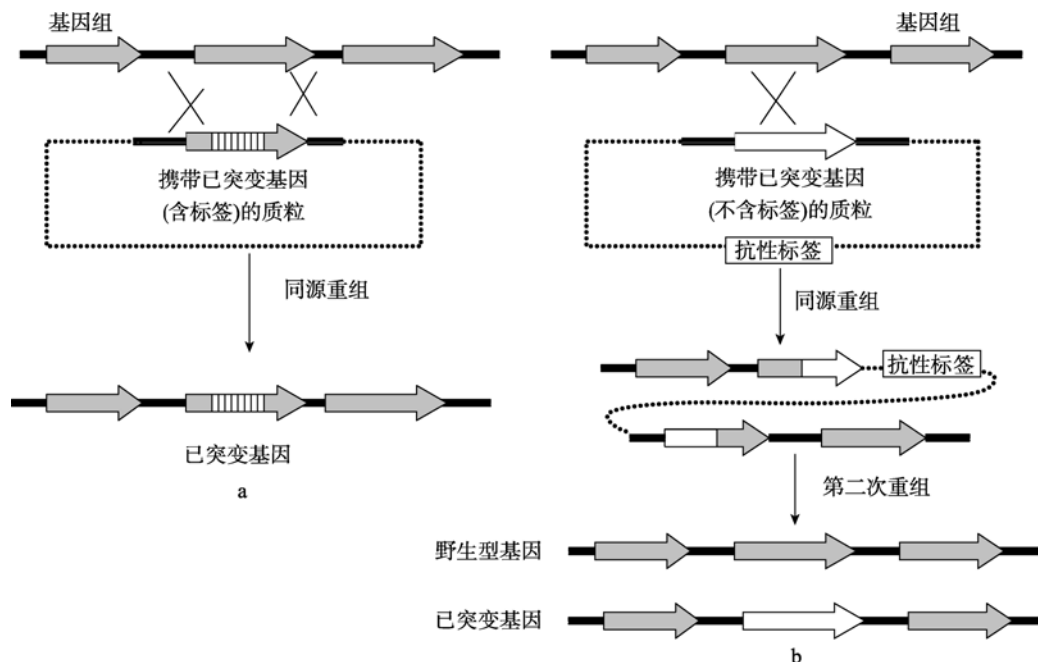 基因组
携带已突变基因
(含标签)的质粒
同源重组
已突变基因
a
基因组
携带已突变基因
(不含标签)的质粒
抗性标签
同源重组
抗性标签
第二次重组
野生型基因
已突变基因
b